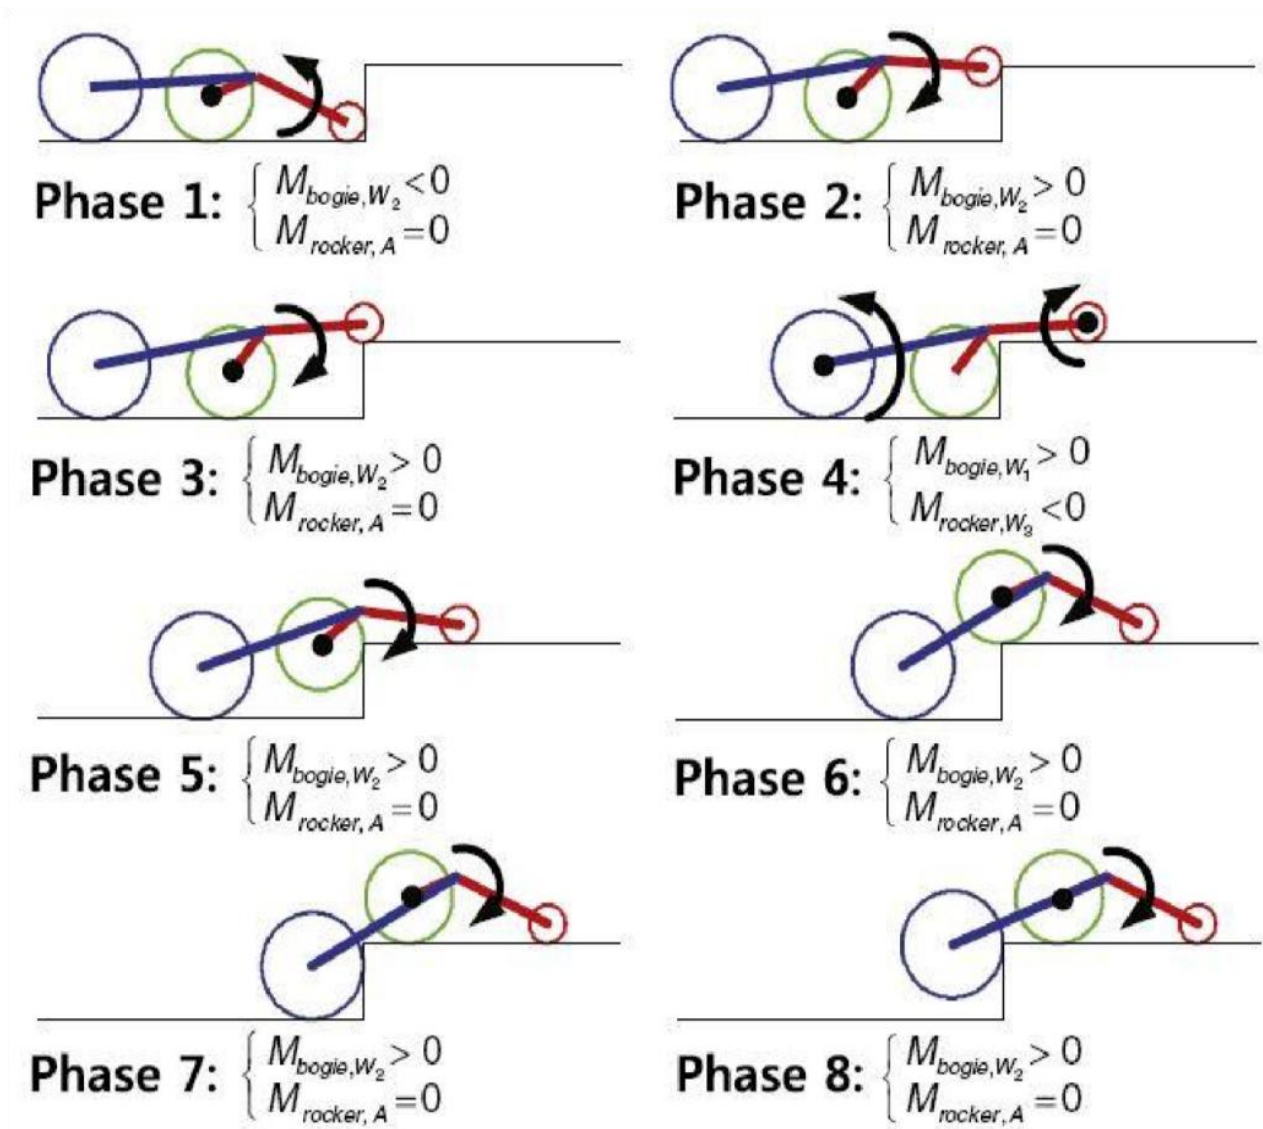 Phase 1: { M_bogie,W₂ < 0
M_rocker, A = 0
Phase 2: { M_bogie,W₂ > 0
M_rocker, A = 0
Phase 3: { M_bogie,W₂ > 0
M_rocker, A = 0
Phase 4: { M_bogie,W₁ > 0
M_rocker,W₃ < 0
Phase 5: { M_bogie,W₂ > 0
M_rocker, A = 0
Phase 6: { M_bogie,W₂ > 0
M_rocker, A = 0
Phase 7: { M_bogie,W₂ > 0
M_rocker, A = 0
Phase 8: { M_bogie,W₂ > 0
M_rocker, A = 0